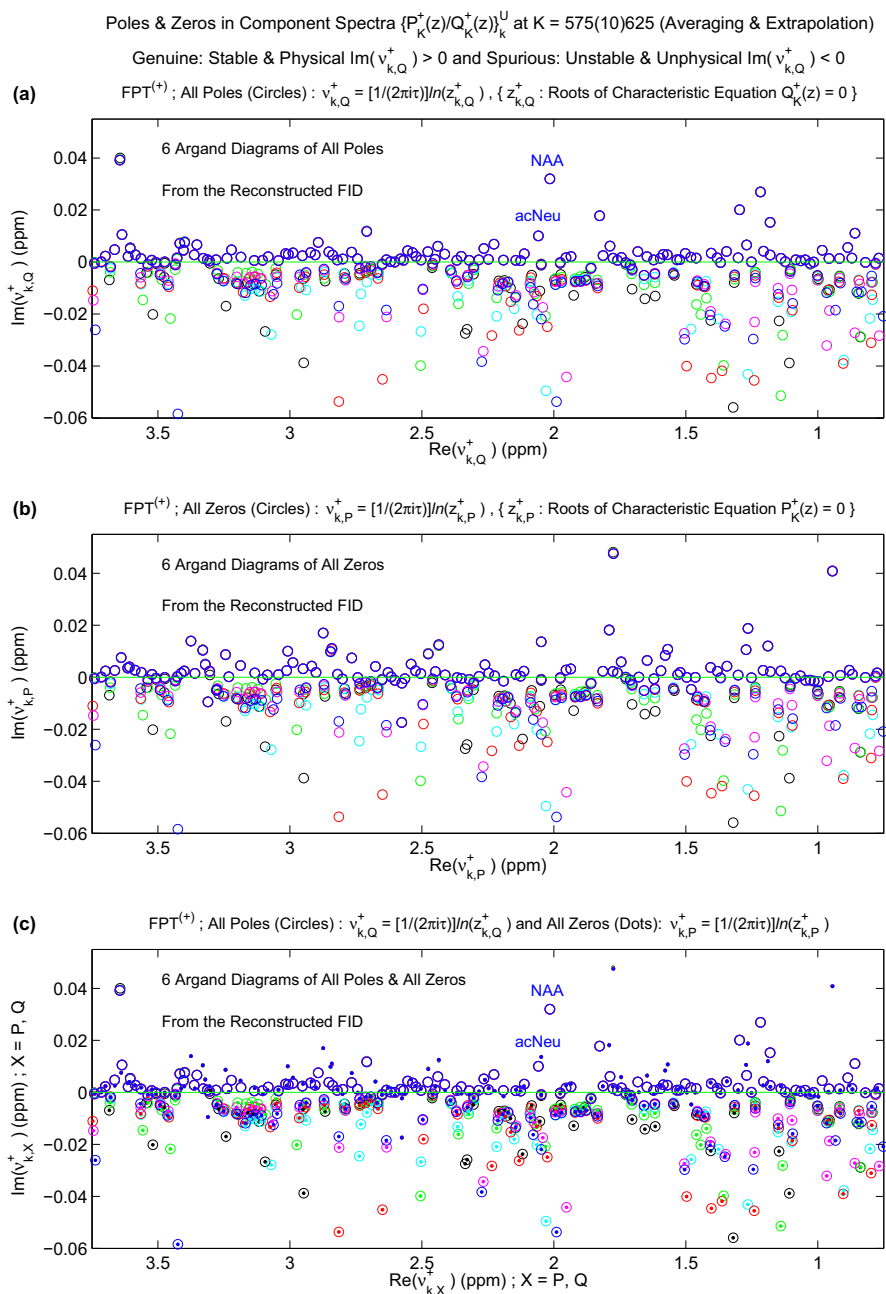 Poles & Zeros in Component Spectra {P⁺_K(z)/Q⁺_K(z)}ᵁ_k at K = 575(10)625 (Averaging & Extrapolation)
Genuine: Stable & Physical Im(ν⁺_{k,Q}) > 0 and Spurious: Unstable & Unphysical Im(ν⁺_{k,Q}) < 0
(a) FPT⁽⁺⁾ ; All Poles (Circles) : ν⁺_{k,Q} = [1/(2πiτ)]ln(z⁺_{k,Q}) , { z⁺_{k,Q} : Roots of Characteristic Equation Q⁺_K(z) = 0 }
6 Argand Diagrams of All Poles
From the Reconstructed FID
NAA
acNeu
0.04
0.02
0
−0.02
−0.04
−0.06
Im(ν⁺_{k,Q}) (ppm)
3.5 3 2.5 2 1.5 1
Re(ν⁺_{k,Q}) (ppm)
(b) FPT⁽⁺⁾ ; All Zeros (Circles) : ν⁺_{k,P} = [1/(2πiτ)]ln(z⁺_{k,P}) , { z⁺_{k,P} : Roots of Characteristic Equation P⁺_K(z) = 0 }
6 Argand Diagrams of All Zeros
From the Reconstructed FID
0.04
0.02
0
−0.02
−0.04
−0.06
Im(ν⁺_{k,P}) (ppm)
3.5 3 2.5 2 1.5 1
Re(ν⁺_{k,P}) (ppm)
(c) FPT⁽⁺⁾ ; All Poles (Circles) : ν⁺_{k,Q} = [1/(2πiτ)]ln(z⁺_{k,Q}) and All Zeros (Dots): ν⁺_{k,P} = [1/(2πiτ)]ln(z⁺_{k,P})
6 Argand Diagrams of All Poles & All Zeros
From the Reconstructed FID
NAA
acNeu
0.04
0.02
0
−0.02
−0.04
−0.06
Im(ν⁺_{k,X}) (ppm) ; X = P, Q
3.5 3 2.5 2 1.5 1
Re(ν⁺_{k,X}) (ppm) ; X = P, Q